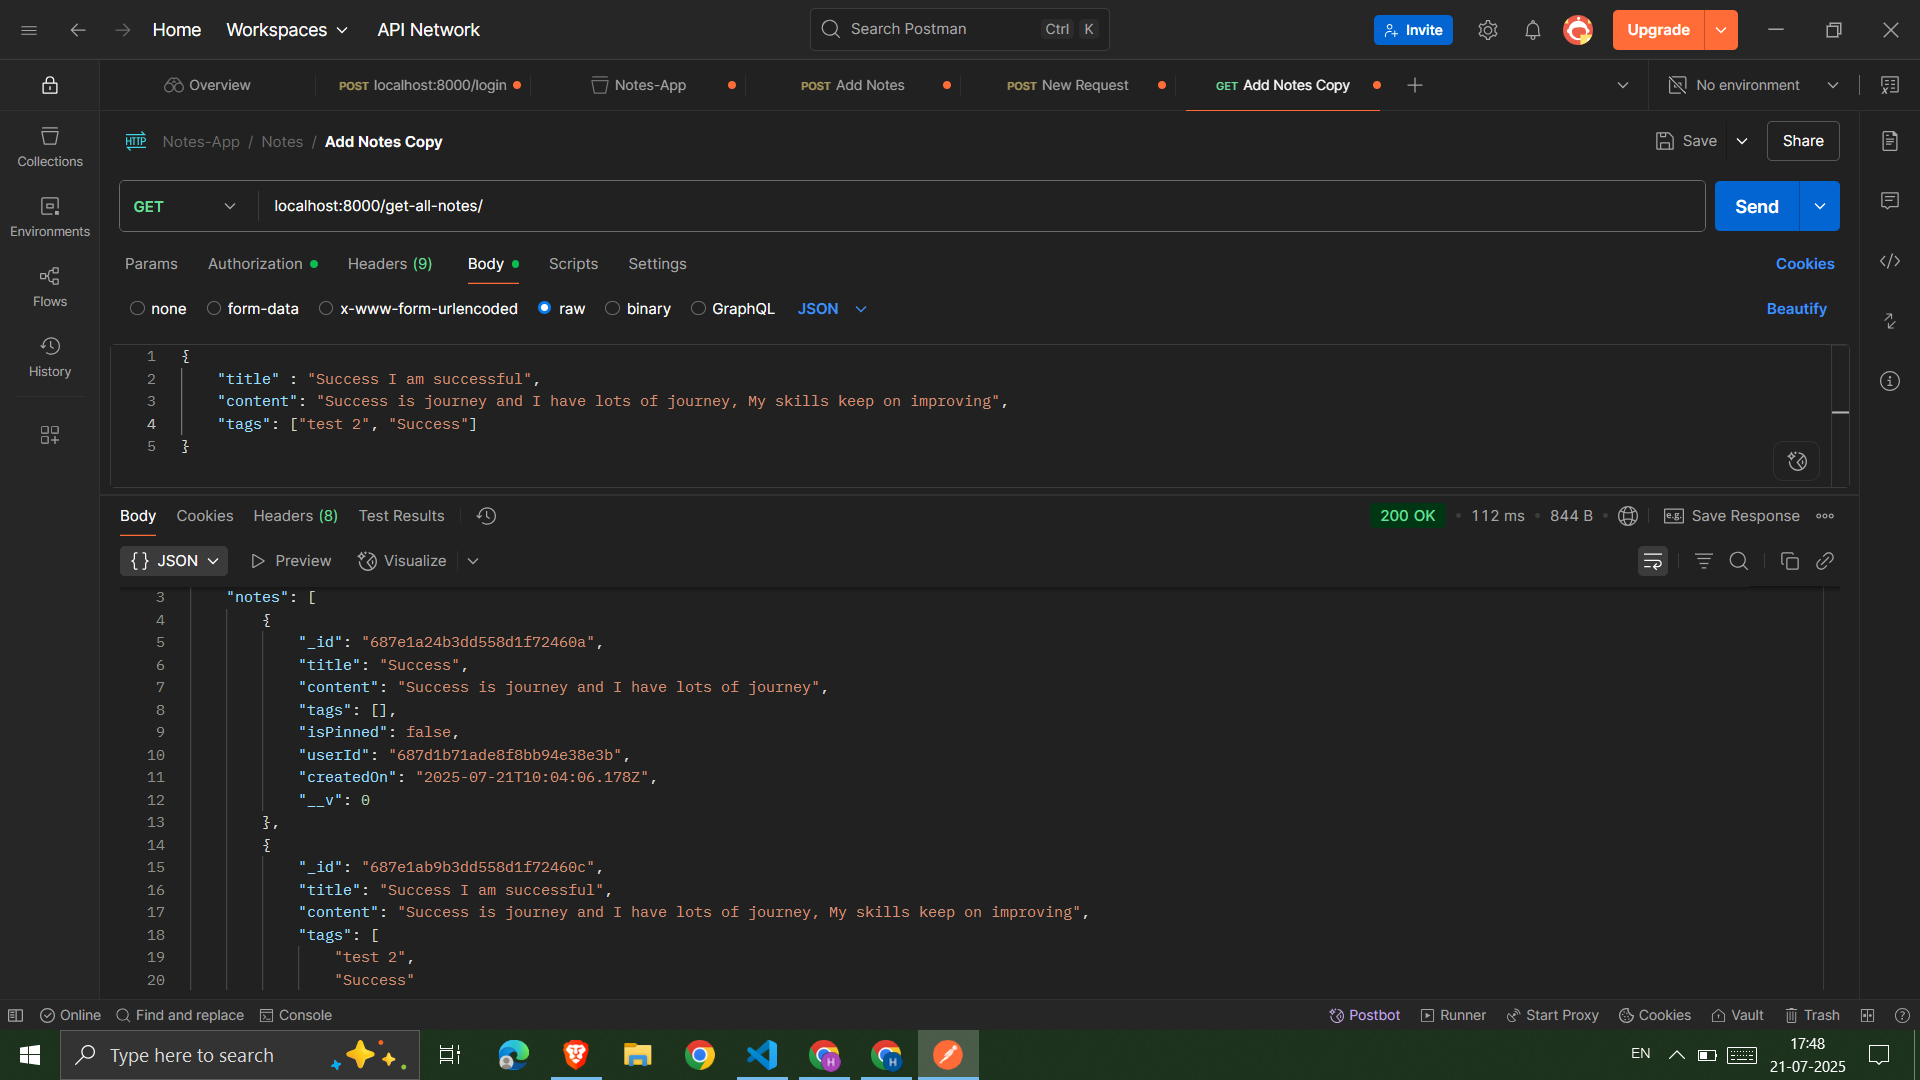 Home Workspaces API Network Search Postman Ctrl K Invite Upgrade
Overview POST localhost:8000/login Notes-App POST Add Notes POST New Request GET Add Notes Copy No environment
HTTP Notes-App / Notes / Add Notes Copy Save Share
GET localhost:8000/get-all-notes/ Send
Collections
Environments
Flows
History
Params Authorization Headers (9) Body Scripts Settings Cookies
none form-data x-www-form-urlencoded raw binary GraphQL JSON Beautify
1 {
2 "title" : "Success I am successful",
3 "content": "Success is journey and I have lots of journey, My skills keep on improving",
4 "tags": ["test 2", "Success"]
5 }
Body Cookies Headers (8) Test Results 200 OK • 112 ms • 844 B • e.g. Save Response
{} JSON Preview Visualize
3 "notes": [
4 {
5 "_id": "687e1a24b3dd558d1f72460a",
6 "title": "Success",
7 "content": "Success is journey and I have lots of journey",
8 "tags": [],
9 "isPinned": false,
10 "userId": "687d1b71ade8f8bb94e38e3b",
11 "createdOn": "2025-07-21T10:04:06.178Z",
12 "__v": 0
13 },
14 {
15 "_id": "687e1ab9b3dd558d1f72460c",
16 "title": "Success I am successful",
17 "content": "Success is journey and I have lots of journey, My skills keep on improving",
18 "tags": [
19 "test 2",
20 "Success"
Online Find and replace Console Postbot Runner Start Proxy Cookies Vault Trash
Type here to search H H EN 17:48
21-07-2025